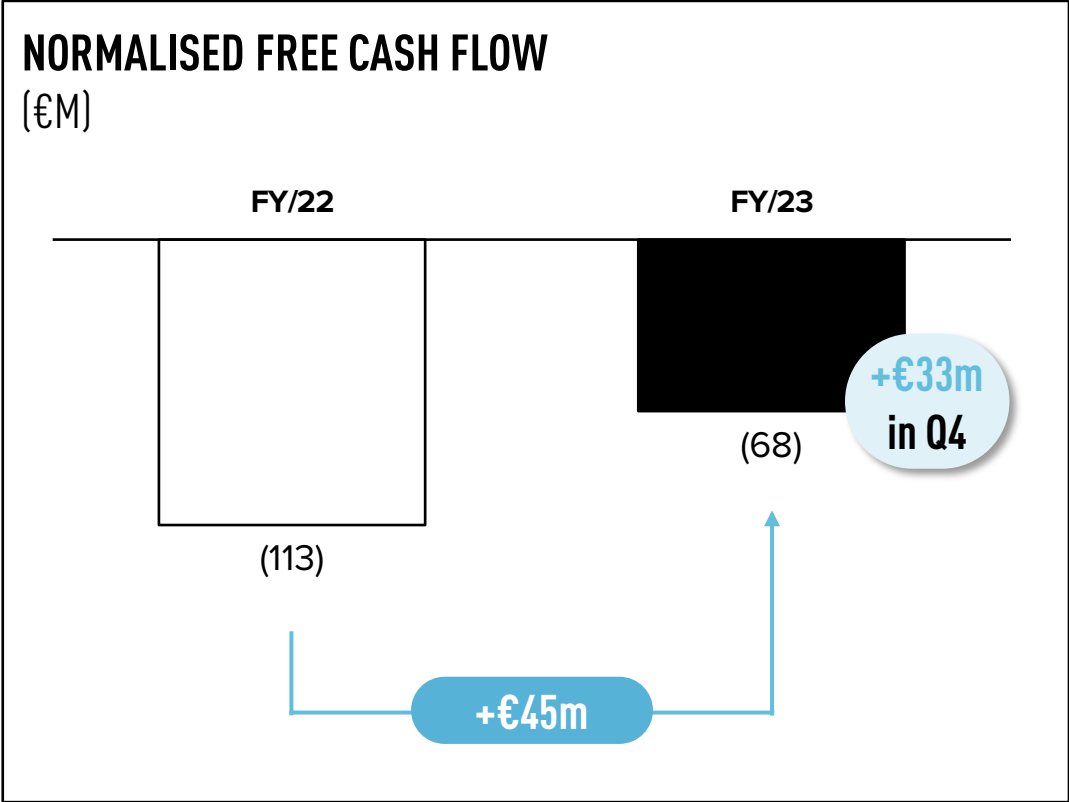 NORMALISED FREE CASH FLOW
(€M)
FY/22
FY/23
+€33m
in Q4
(68)
(113)
+€45m